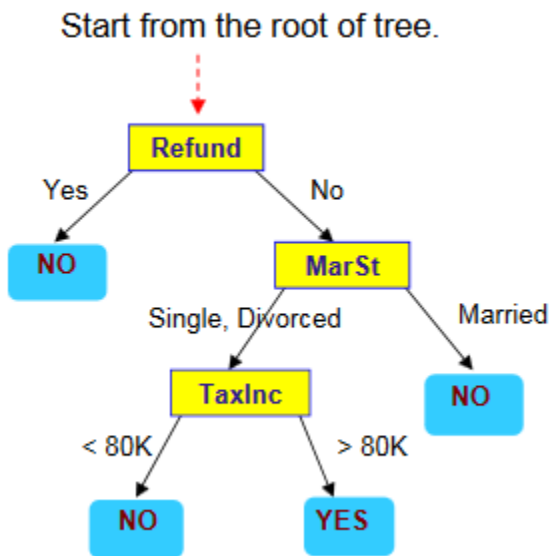 Start from the root of tree.
Refund
Yes
No
NO
MarSt
Single, Divorced
Married
TaxInc
NO
< 80K
> 80K
NO
YES